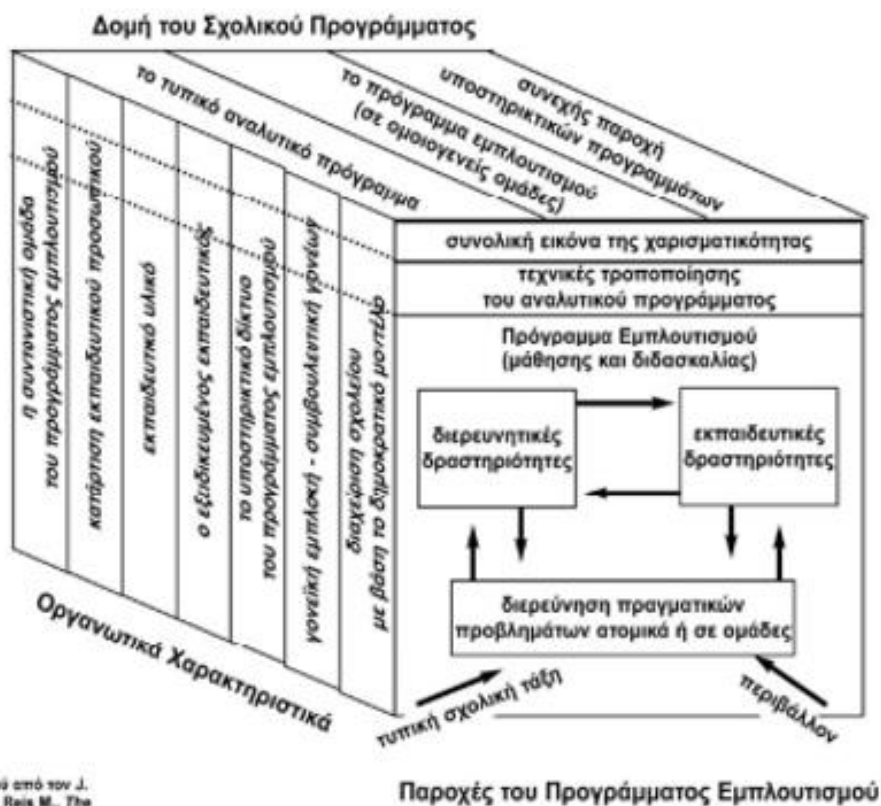 Δομή του Σχολικού Προγράμματος
το τυπικό αναλυτικό πρόγραμμα
το πρόγραμμα εμπλουτισμού
(σε ομοιογενείς ομάδες)
συνεχής παροχή
υποστηρικτικών προγραμμάτων
η συντονιστική ομάδα
του προγράμματος εμπλουτισμού
κατάρτιση εκπαιδευτικού προσωπικού
εκπαιδευτικό υλικό
ο εξειδικευμένος εκπαιδευτικός
το υποστηρικτικό δίκτυο
του προγράμματος εμπλουτισμού
γονεϊκή εμπλοκή - συμβουλευτική γονέων
διαχείριση σχολείου
με βάση το δημοκρατικό μοντέλο
συνολική εικόνα της χαρισματικότητας
τεχνικές τροποποίησης
του αναλυτικού προγράμματος
Πρόγραμμα Εμπλουτισμού
(μάθησης και διδασκαλίας)
διερευνητικές
δραστηριότητες
εκπαιδευτικές
δραστηριότητες
διερεύνηση πραγματικών
προβλημάτων ατομικά ή σε ομάδες
τυπική σχολική τάξη
περιβάλλον
Οργανωτικά Χαρακτηριστικά
ύ από τον J.
Reis M., The
Παροχές του Προγράμματος Εμπλουτισμού